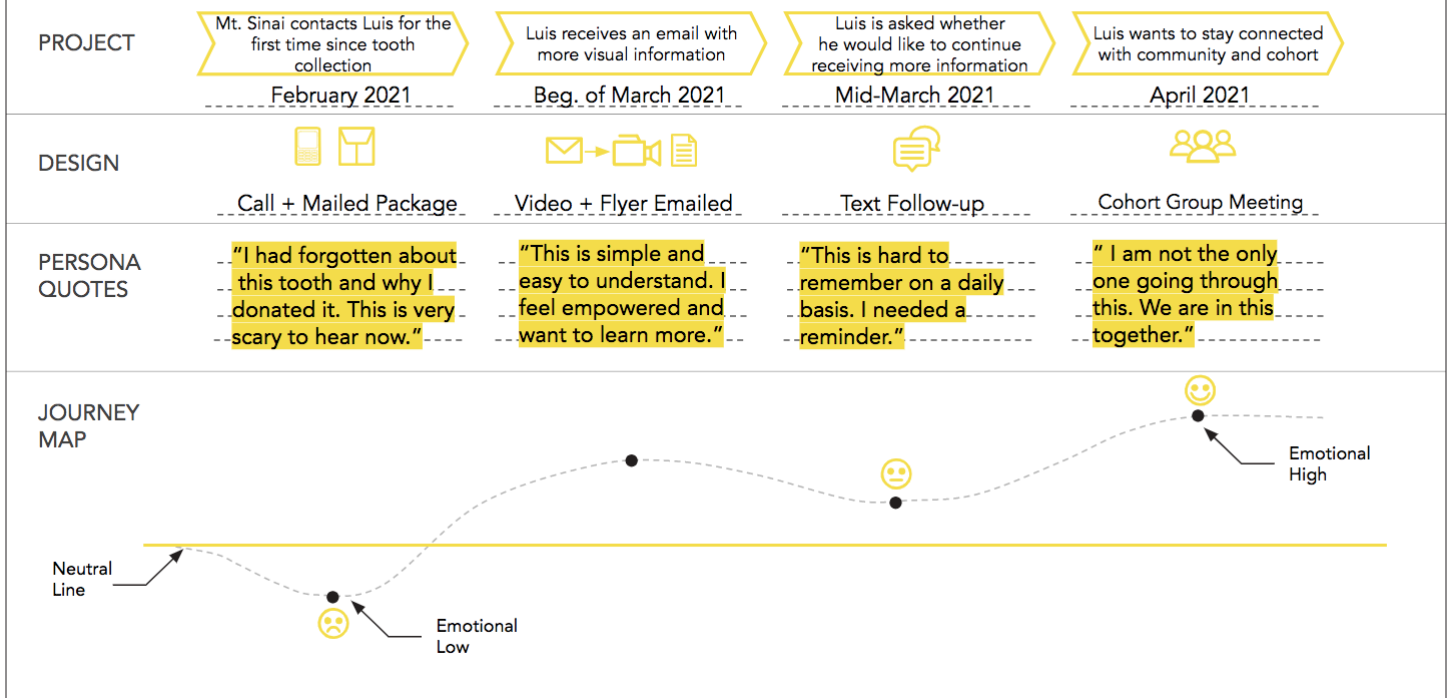 PROJECT
Mt. Sinai contacts Luis for the
first time since tooth
collection
February 2021
Luis receives an email with
more visual information
Beg. of March 2021
Luis is asked whether
he would like to continue
receiving more information
Mid-March 2021
Luis wants to stay connected
with community and cohort
April 2021
DESIGN
Call + Mailed Package
Video + Flyer Emailed
Text Follow-up
Cohort Group Meeting
PERSONA
QUOTES
“I had forgotten about
this tooth and why I
donated it. This is very
scary to hear now.”
”This is simple and
easy to understand. I
feel empowered and
want to learn more.”
”This is hard to
remember on a daily
basis. I needed a
reminder.”
” I am not the only
one going through
this. We are in this
together.”
JOURNEY
MAP
Emotional
High
Neutral
Line
Emotional
Low